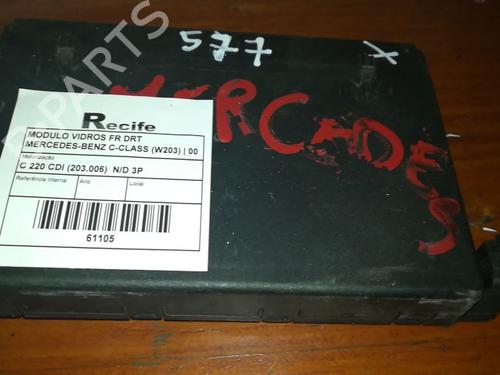 577 X
MERCADES
Recife
MODULO VIDROS FR DRT
MERCEDES-BENZ C-CLASS (W203) | 00
Motorização
C 220 CDI (203.006) N/D 3P
Referência Interna Ano Local
61105
PARTS